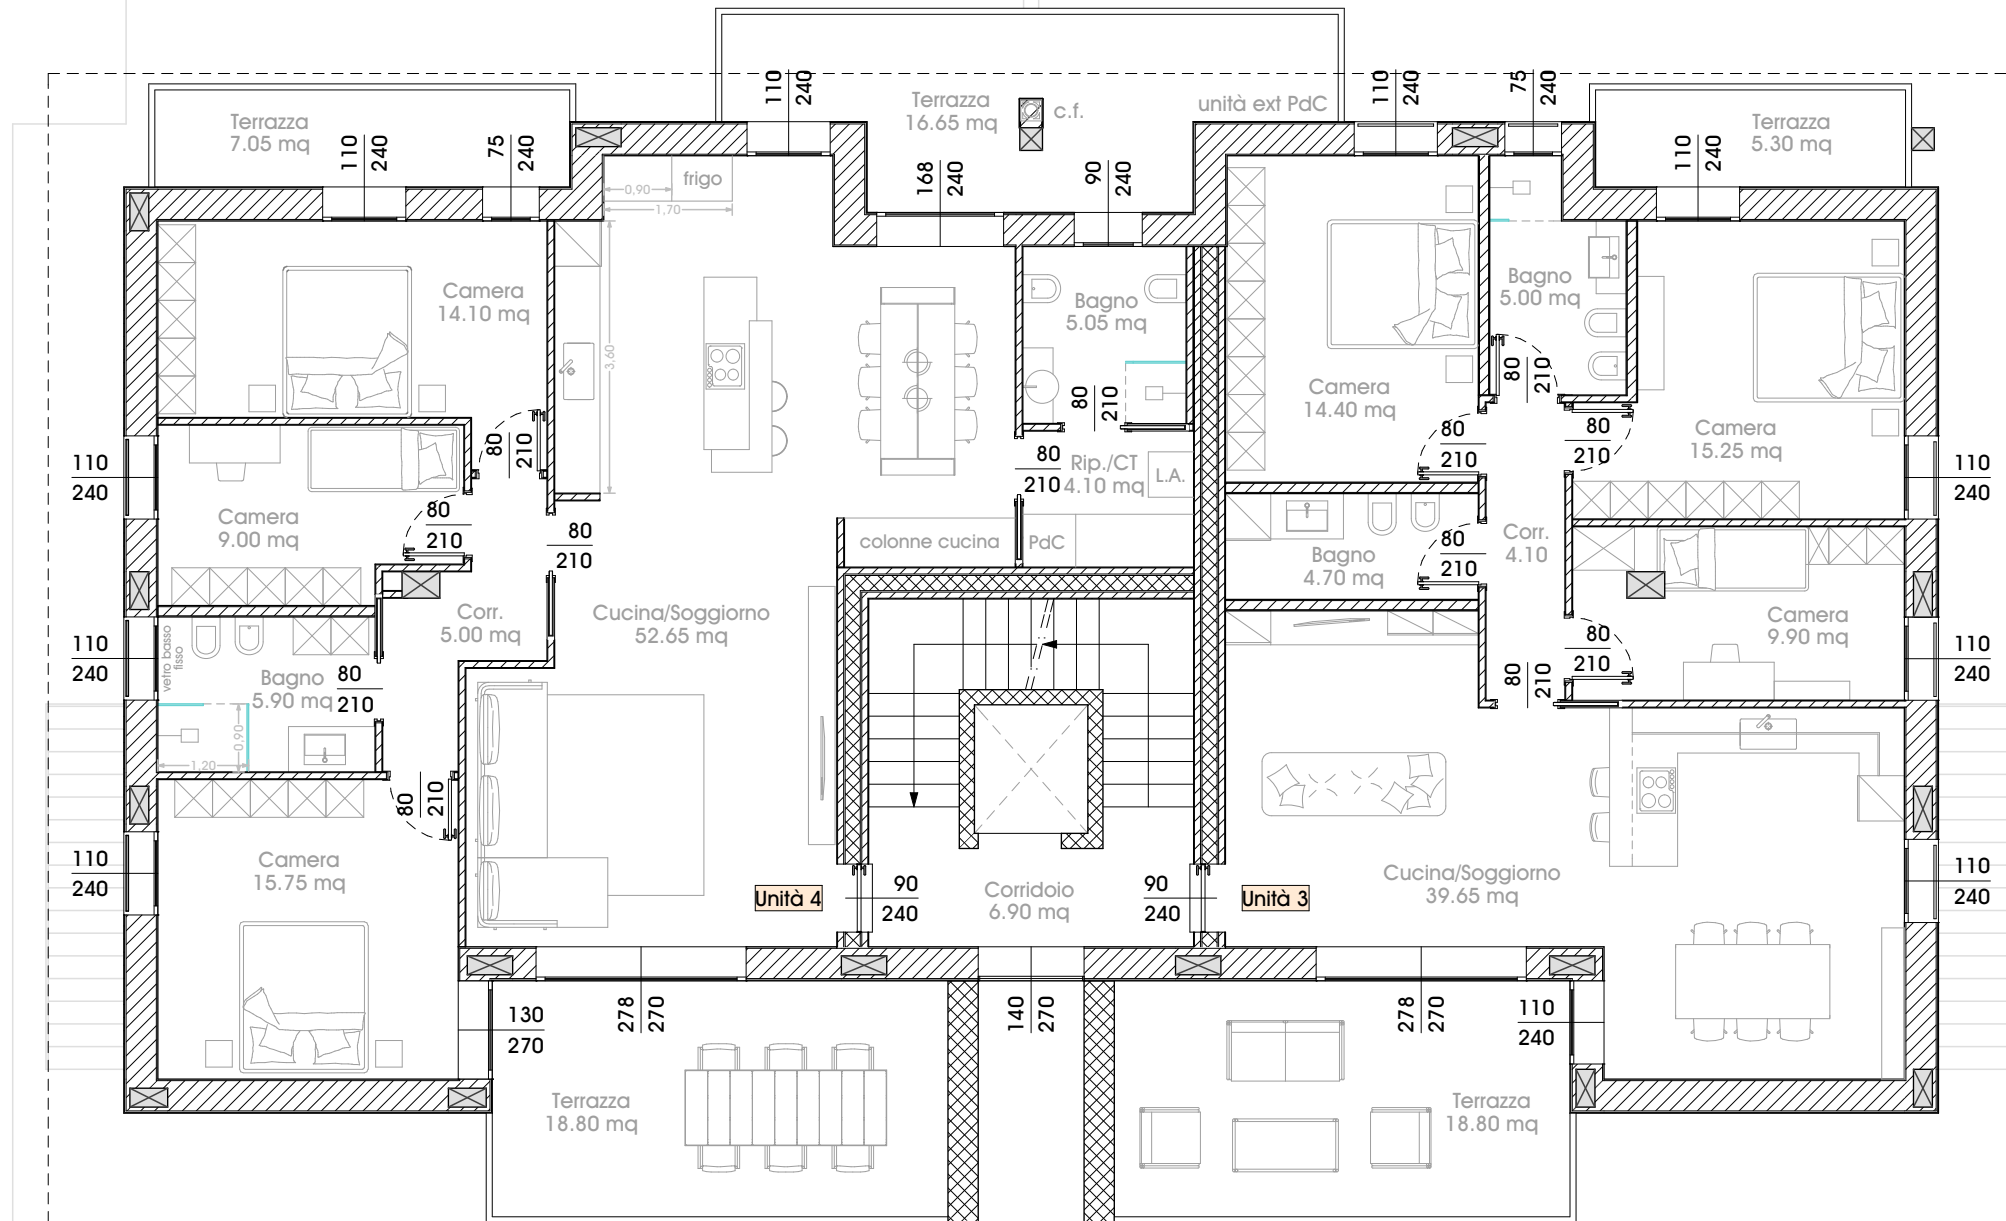 110
240
Terrazza
16.65 mq
c.f.
unità ext PdC
110
240
75
240
Terrazza
7.05 mq
110
240
75
240
Terrazza
5.30 mq
110
240
168
240
90
240
frigo
0,90
1,70
3,60
Camera
14.10 mq
80
210
Camera
9.00 mq
80
210
110
240
Bagno
5.05 mq
80
210
80
210
Rip./CT
4.10 mq
L.A.
colonne cucina
PdC
80
210
Corr.
5.00 mq
Cucina/Soggiorno
52.65 mq
110
240
vetro basso
fisso
Bagno
5.90 mq
80
210
0,90
1,20
80
210
110
240
Camera
15.75 mq
Unità 4
90
240
Corridoio
6.90 mq
90
240
Unità 3
Camera
14.40 mq
Bagno
5.00 mq
80
210
80
210
80
210
Camera
15.25 mq
110
240
Bagno
4.70 mq
80
210
Corr.
4.10
Camera
9.90 mq
80
210
110
240
80
210
Cucina/Soggiorno
39.65 mq
110
240
130
270
278
270
140
270
278
270
110
240
Terrazza
18.80 mq
Terrazza
18.80 mq